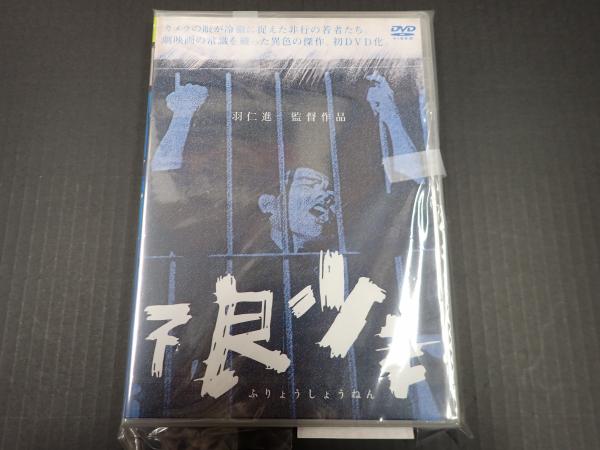 カメラの眼が冷徹に捉えた非行の若者たち。
劇映画の常識を破った異色の傑作、初DVD化。
DVD
羽仁進 監督作品
不良少年
ふりょうしょうねん